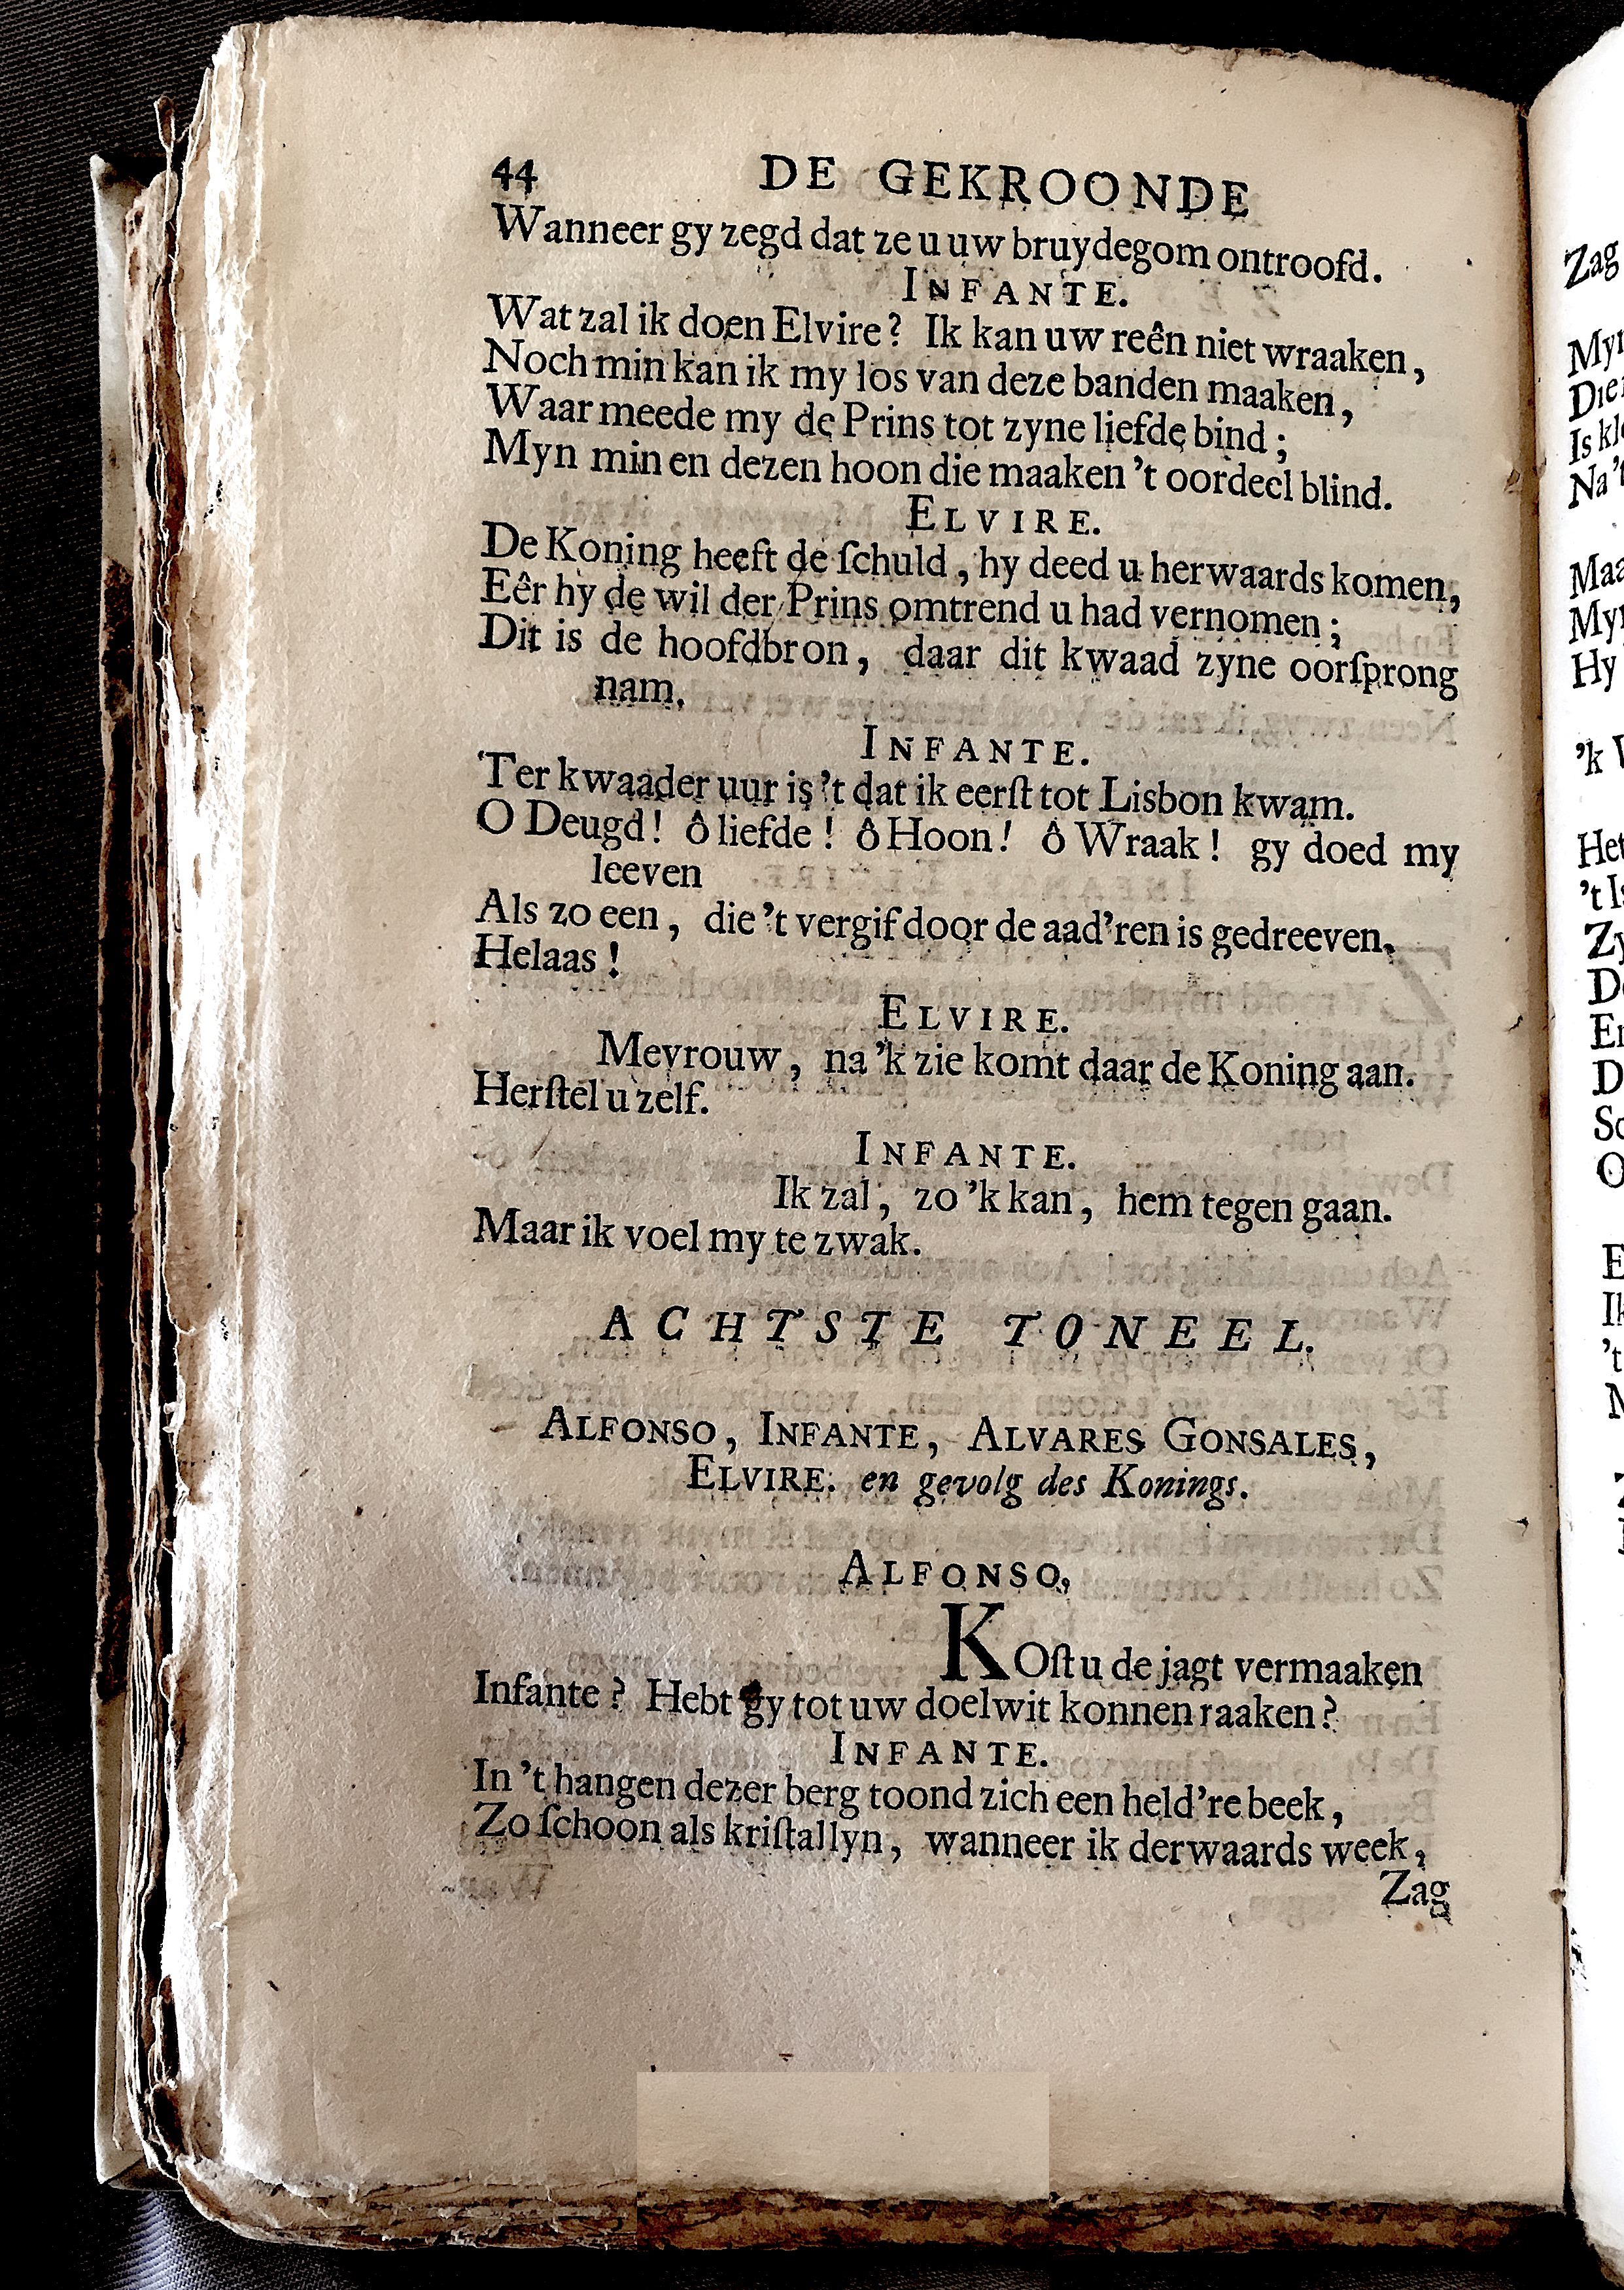 44 DE GEKROONDE
Wanneer gy zegd dat ze u uw bruydegom ontroofd.
INFANTE.
Wat zal ik doen Elvire? Ik kan uw reên niet wraaken,
Noch min kan ik my los van deze banden maaken,
Waar meede my de Prins tot zyne liefde bind;
Myn min en dezen hoon die maaken 't oordeel blind.
ELVIRE.
De Koning heeft de ſchuld, hy deed u herwaards komen,
Eêr hy de wil der Prins omtrend u had vernomen;
Dit is de hoofdbron, daar dit kwaad zyne oorſprong
nam.
INFANTE.
Ter kwaader uur is 't dat ik eerſt tot Lisbon kwam.
O Deugd! ô liefde! ô Hoon! ô Wraak! gy doed my
leeven
Als zo een, die 't vergif door de aad'ren is gedreeven.
Helaas!
ELVIRE.
Mevrouw, na 'k zie komt daar de Koning aan.
Herſtel u zelf.
INFANTE.
Ik zal, zo 'k kan, hem tegen gaan.
Maar ik voel my te zwak.
ACHTSTE TONEEL.
ALFONSO, INFANTE, ALVARES GONSALES,
ELVIRE. en gevolg des Konings.
ALFONSO,
KOſt u de jagt vermaaken
Infante? Hebt gy tot uw doelwit konnen raaken?
INFANTE.
In 't hangen dezer berg toond zich een held're beek,
Zo ſchoon als kriſtallyn, wanneer ik derwaards week,
Zag
Zag
Is
Na
Hy
'k
Het
't